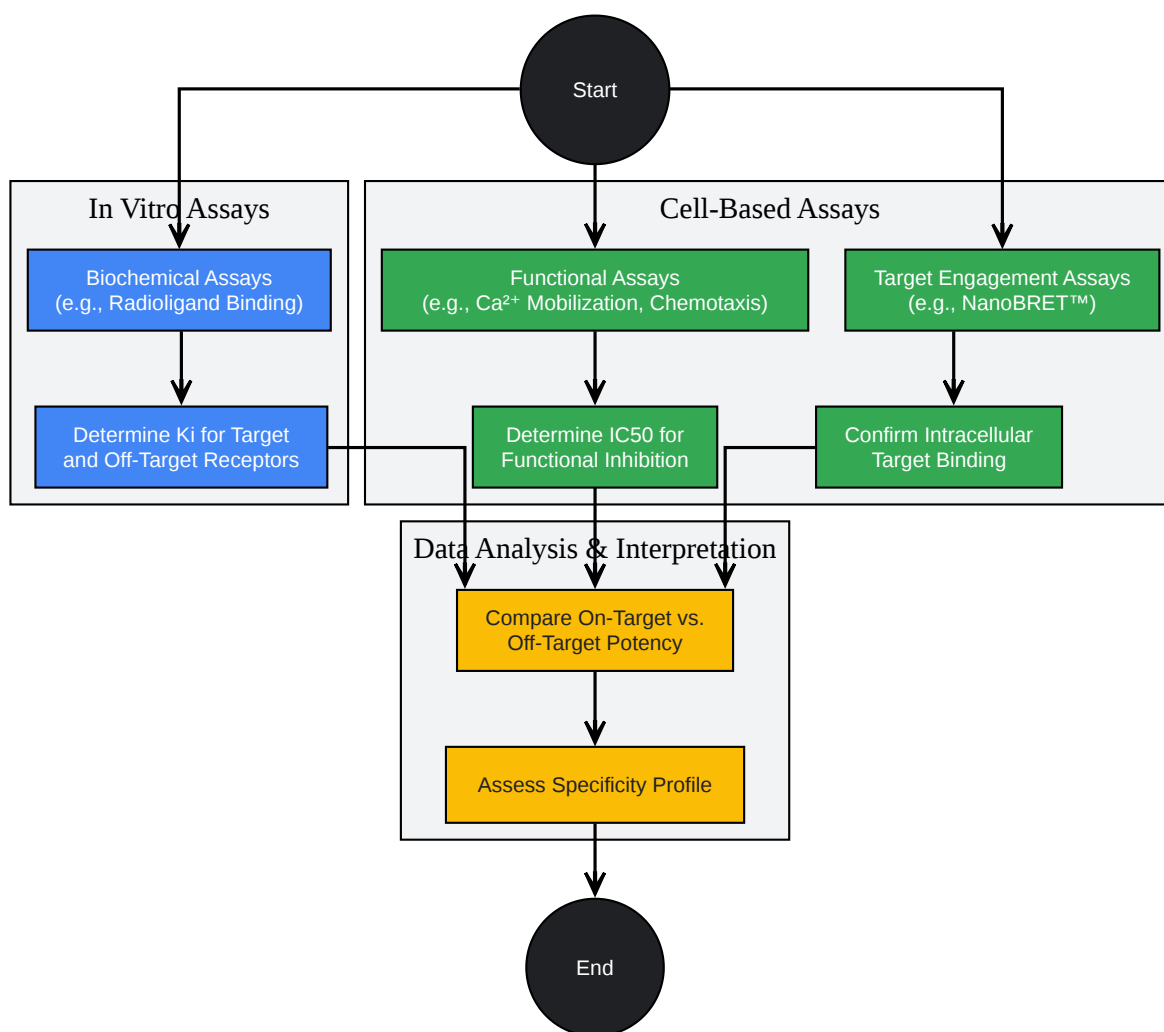 Start
In Vitro Assays
Cell-Based Assays
Biochemical Assays
(e.g., Radioligand Binding)
Functional Assays
(e.g., Ca²⁺ Mobilization, Chemotaxis)
Target Engagement Assays
(e.g., NanoBRET™)
Determine Ki for Target
and Off-Target Receptors
Determine IC50 for
Functional Inhibition
Confirm Intracellular
Target Binding
Data Analysis & Interpretation
Compare On-Target vs.
Off-Target Potency
Assess Specificity Profile
End